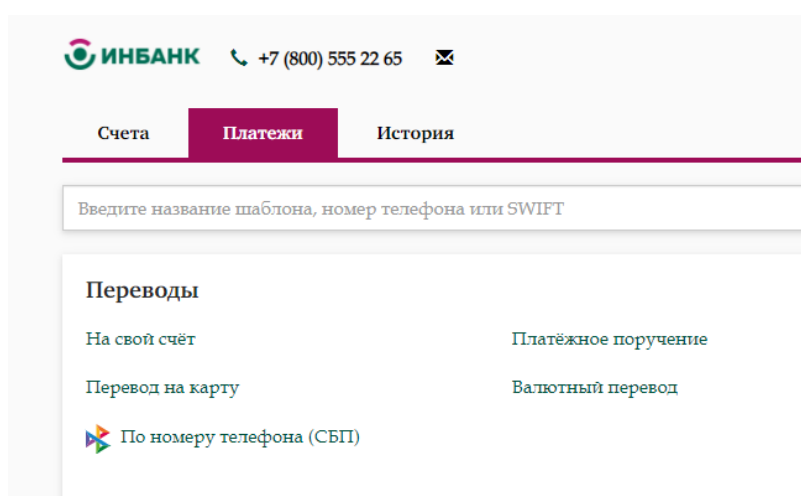 ИНБАНК +7 (800) 555 22 65
Счета Платежи История
Введите название шаблона, номер телефона или SWIFT
Переводы
На свой счёт Платёжное поручение
Перевод на карту Валютный перевод
По номеру телефона (СБП)